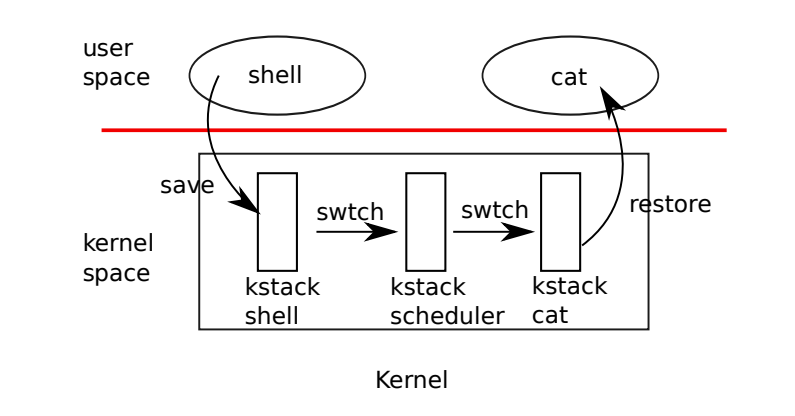 user
space
shell
cat
save
swtch
swtch
restore
kernel
space
kstack
shell
kstack
scheduler
kstack
cat
Kernel